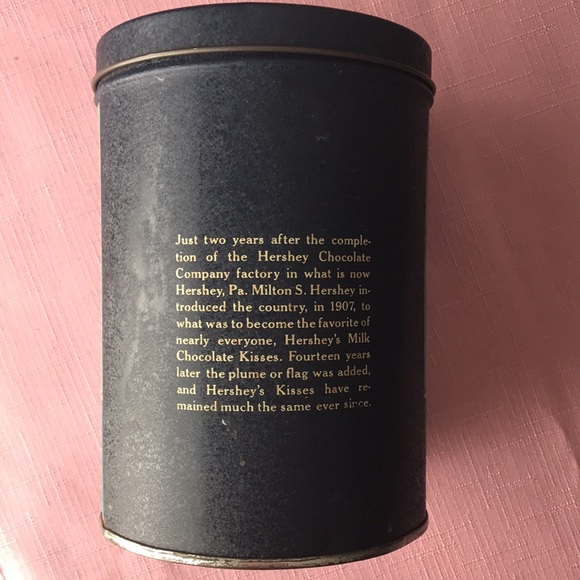 Just two years after the comple-
tion of the Hershey Chocolate
Company factory in what is now
Hershey, Pa. Milton S. Hershey in-
troduced the country, in 1907, to
what was to become the favorite of
nearly everyone, Hershey's Milk
Chocolate Kisses. Fourteen years
later the plume or flag was added,
and Hershey's Kisses have re-
mained much the same ever since.